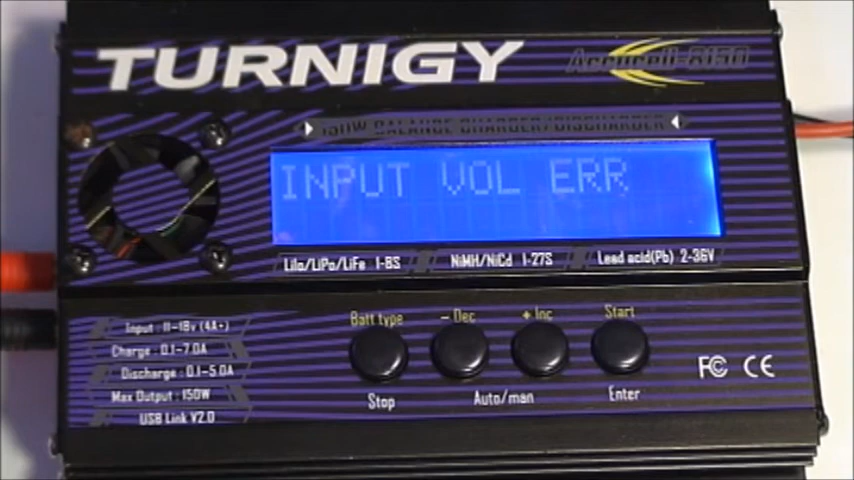 TURNIGY
Accucell-8150
150W BALANCE CHARGER/DISCHARGER
INPUT VOL ERR
LiIo/LiPo/LiFe 1-8S
NiMH/NiCd 1-27S
Lead acid(Pb) 2-36V
Input : 11-18v (4A+)
Charge : 0.1-7.0A
Discharge : 0.1-5.0A
Max Output : 150W
USB Link V2.0
Batt type
- Dec
+ Inc
Start
Stop
Auto/man
Enter
FC CE